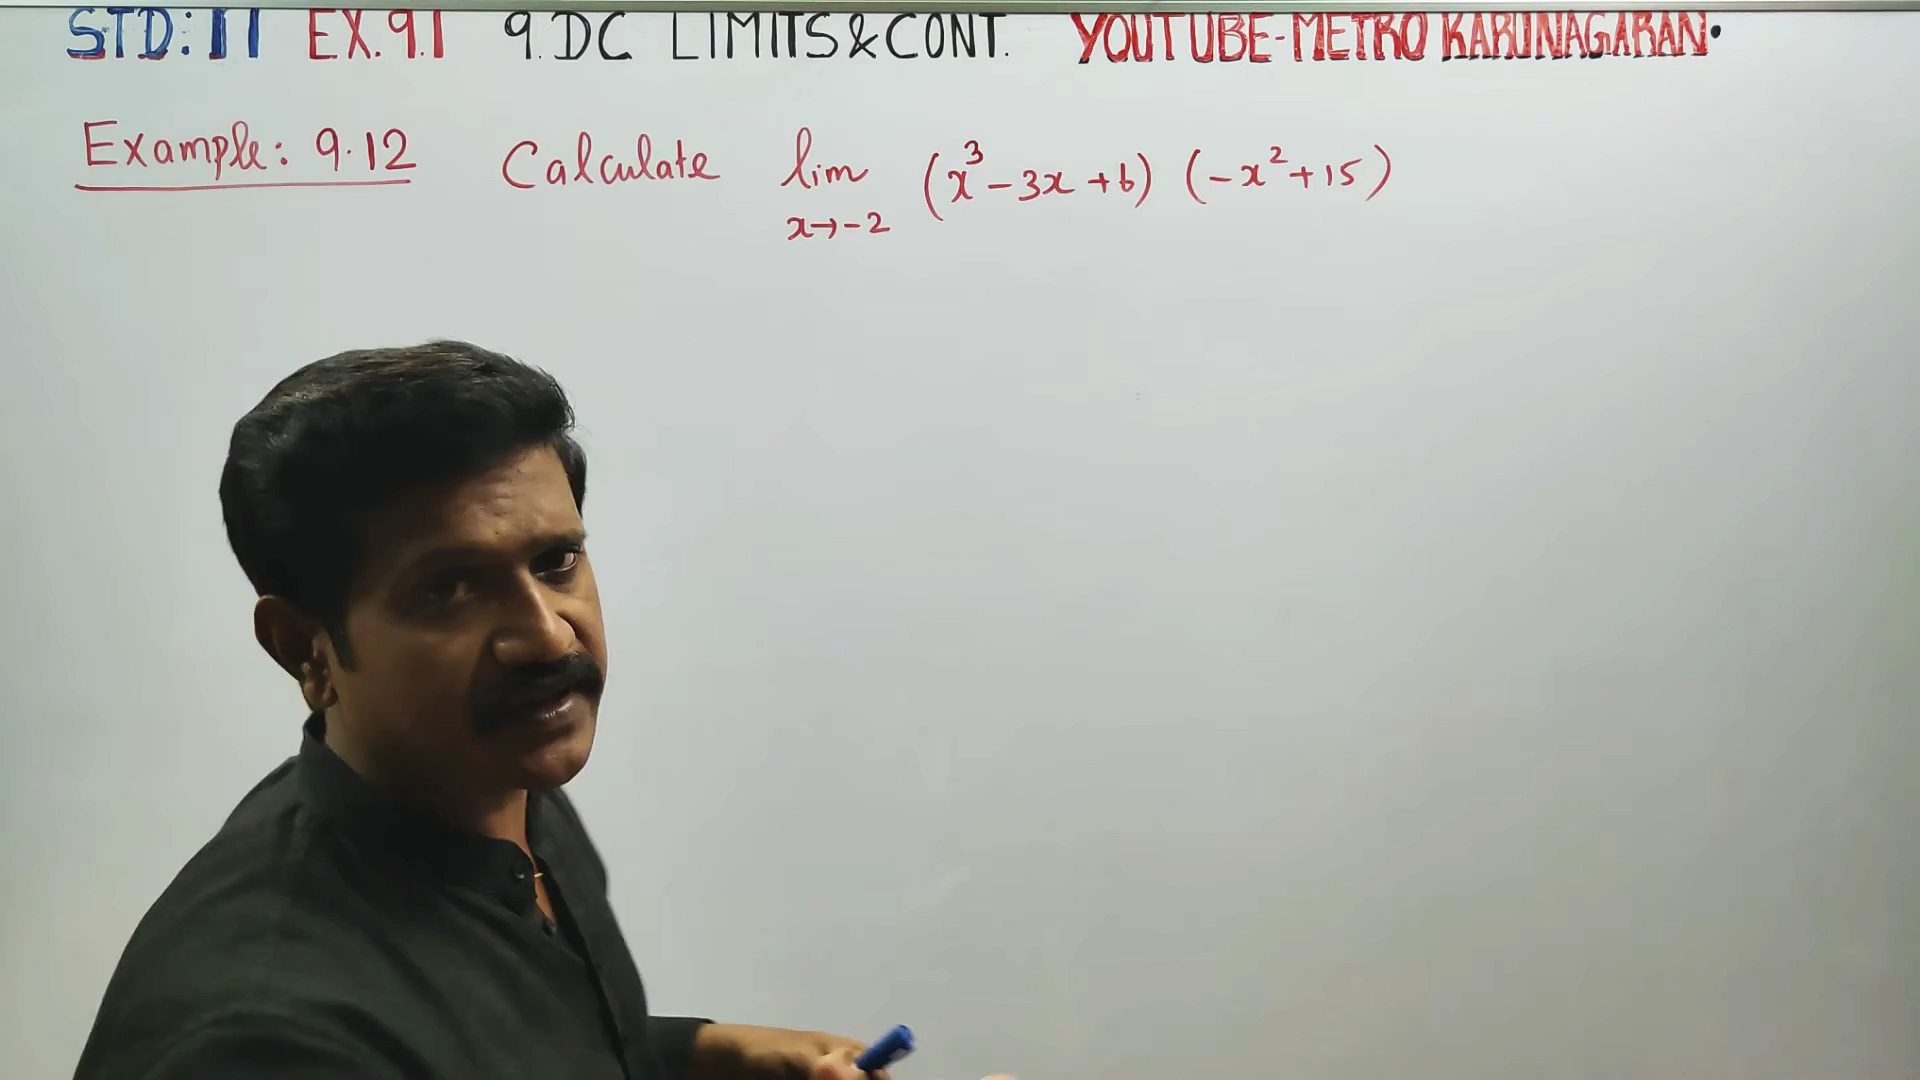 STD: 11 EX. 9.1 9. DC LIMITS & CONT. YOUTUBE-METRO KARUNAGARAN.
Example: 9.12 Calculate lim (x³ - 3x + 6) (-x² + 15)
x→-2